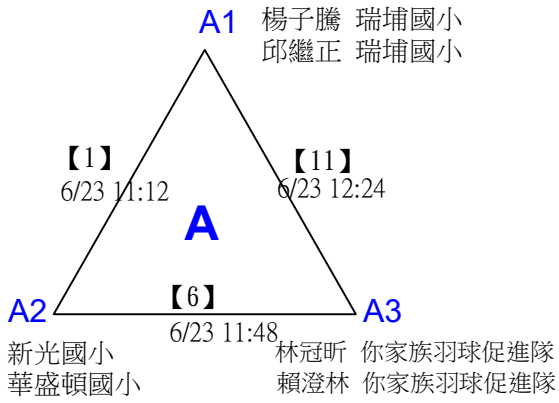 A1 楊子騰 瑞埔國小
邱繼正 瑞埔國小
【1】
6/23 11:12
【11】
6/23 12:24
A
【6】
6/23 11:48
A2
新光國小
華盛頓國小
A3
林冠昕 你家族羽球促進隊
賴澄林 你家族羽球促進隊